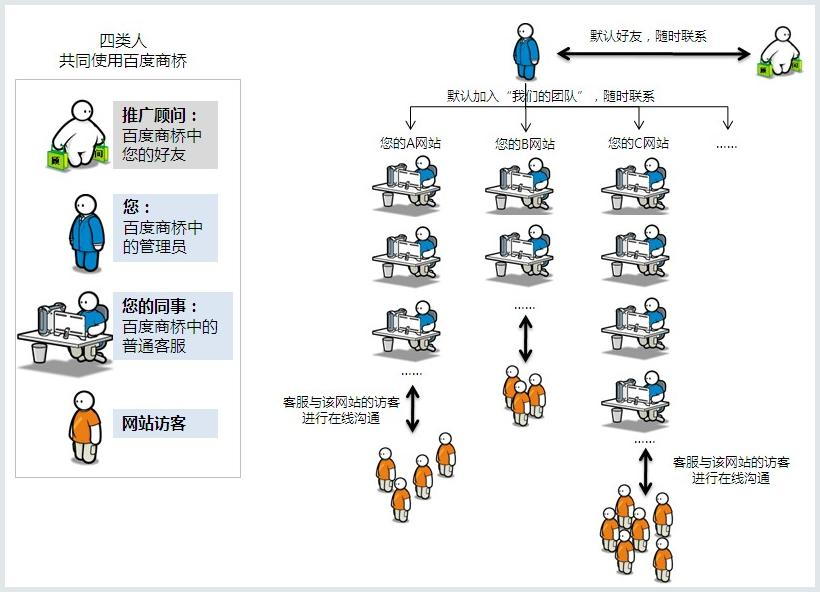 四类人
共同使用百度商桥
顾
问
推广顾问：
百度商桥中
您的好友
您：
百度商桥中
的管理员
您的同事：
百度商桥中的
普通客服
网站访客
默认好友，随时联系
顾
问
默认加入“我们的团队”，随时联系
您的A网站
您的B网站
您的C网站
……
……
……
……
客服与该网站的访客
进行在线沟通
客服与该网站的访客
进行在线沟通